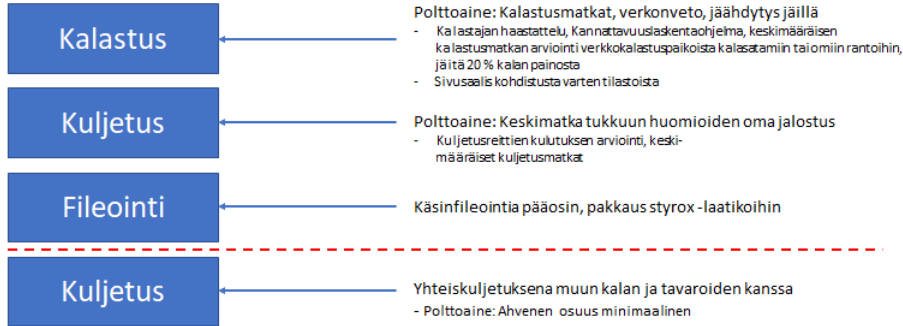 Kalastus
Polttoaine: Kalastusmatkat, verkonveto, jäähdytys jäillä
- Kalastajan haastattelu, Kannattavuuslaskentaohjelma, keskimääräisen
kalastusmatkan arviointi verkkokalastuspaikoista kalasatamiin tai omiin rantoihin,
jäitä 20 % kalan painosta
- Sivusaalis kohdistusta varten tilastoista
Kuljetus
Polttoaine: Keskimatka tukkuun huomioiden oma jalostus
- Kuljetusreittien kulutuksen arviointi, keski-
määräiset kuljetusmatkat
Fileointi
Käsinfileointia pääosin, pakkaus styrox -laatikoihin
Kuljetus
Yhteiskuljetuksena muun kalan ja tavaroiden kanssa
- Polttoaine: Ahvenen osuus minimaalinen